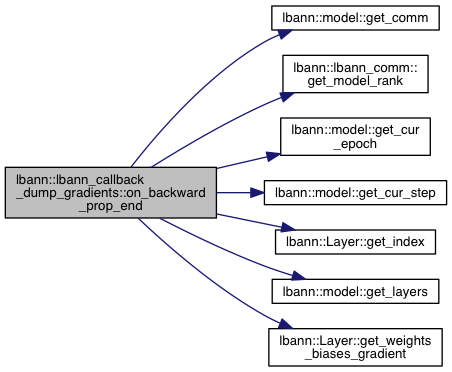 lbann::model::get_comm
lbann::lbann_comm::
get_model_rank
lbann::model::get_cur
_epoch
lbann::lbann_callback
_dump_gradients::on_backward
_prop_end
lbann::model::get_cur_step
lbann::Layer::get_index
lbann::model::get_layers
lbann::Layer::get_weights
_biases_gradient